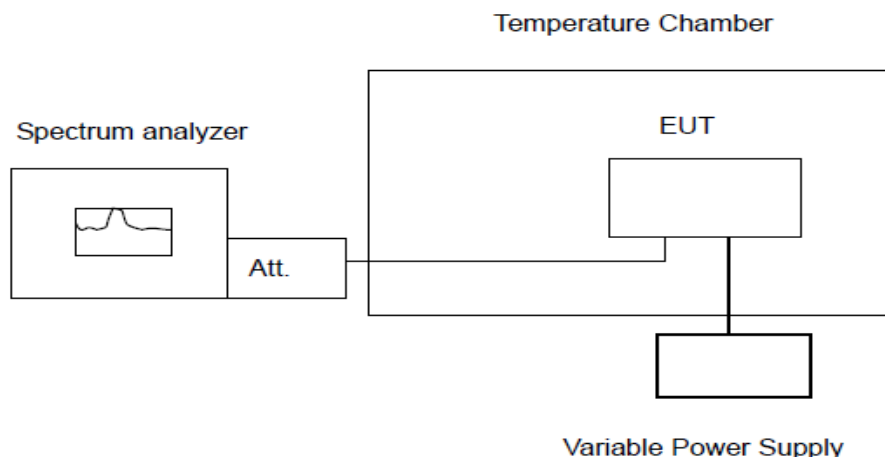 Temperature Chamber
Spectrum analyzer
EUT
Att.
Variable Power Supply